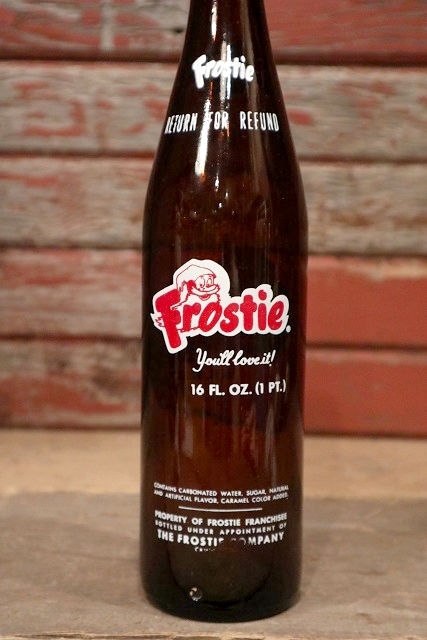 Frostie
RETURN FOR REFUND
Frostie.
You'll love it!
16 FL. OZ. (1 PT.)
CONTAINS CARBONATED WATER, SUGAR, NATURAL
AND ARTIFICIAL FLAVOR, CARAMEL COLOR ADDED.
PROPERTY OF FROSTIE FRANCHISEE
BOTTLED UNDER APPOINTMENT OF
THE FROSTIE COMPANY